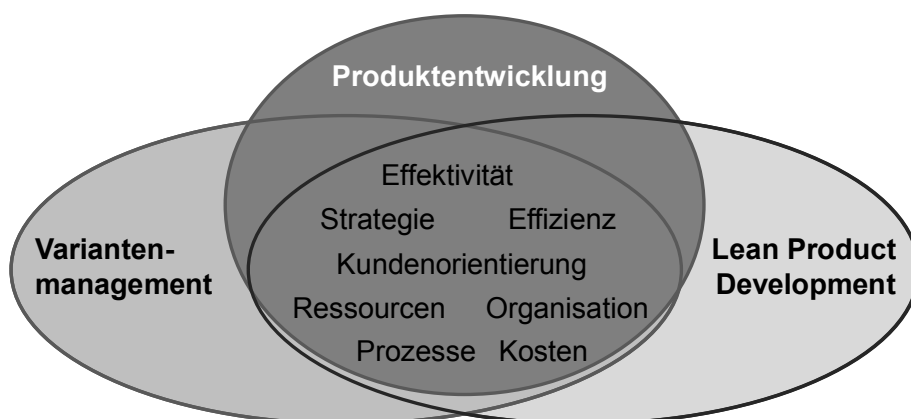 Produktentwicklung
Effektivität
Strategie Effizienz
Varianten-
management
Kundenorientierung
Lean Product
Development
Ressourcen Organisation
Prozesse Kosten